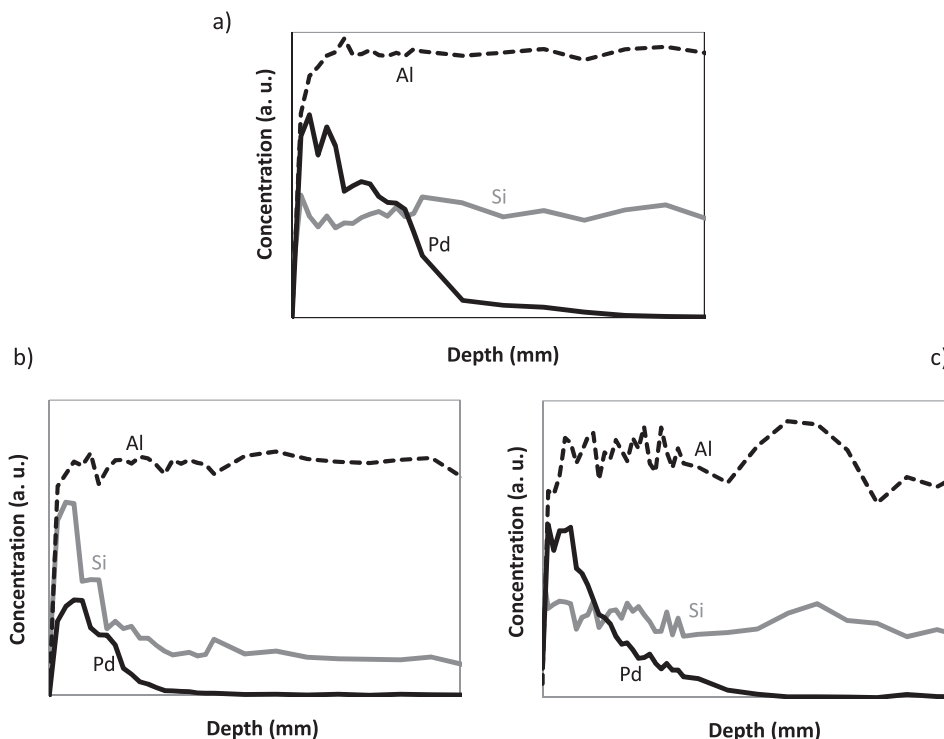 a)
Al
Si
Pd
Concentration (a. u.)
Depth (mm)
b)
Al
Si
Pd
Concentration (a. u.)
Depth (mm)
c)
Al
Si
Pd
Concentration (a. u.)
Depth (mm)